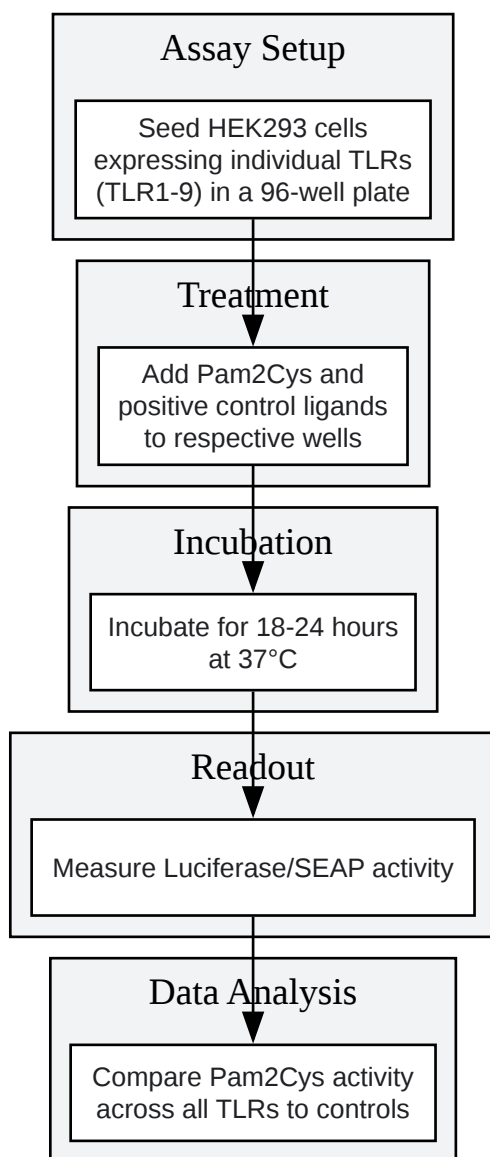 Assay Setup
Seed HEK293 cells
expressing individual TLRs
(TLR1-9) in a 96-well plate
Treatment
Add Pam2Cys and
positive control ligands
to respective wells
Incubation
Incubate for 18-24 hours
at 37°C
Readout
Measure Luciferase/SEAP activity
Data Analysis
Compare Pam2Cys activity
across all TLRs to controls